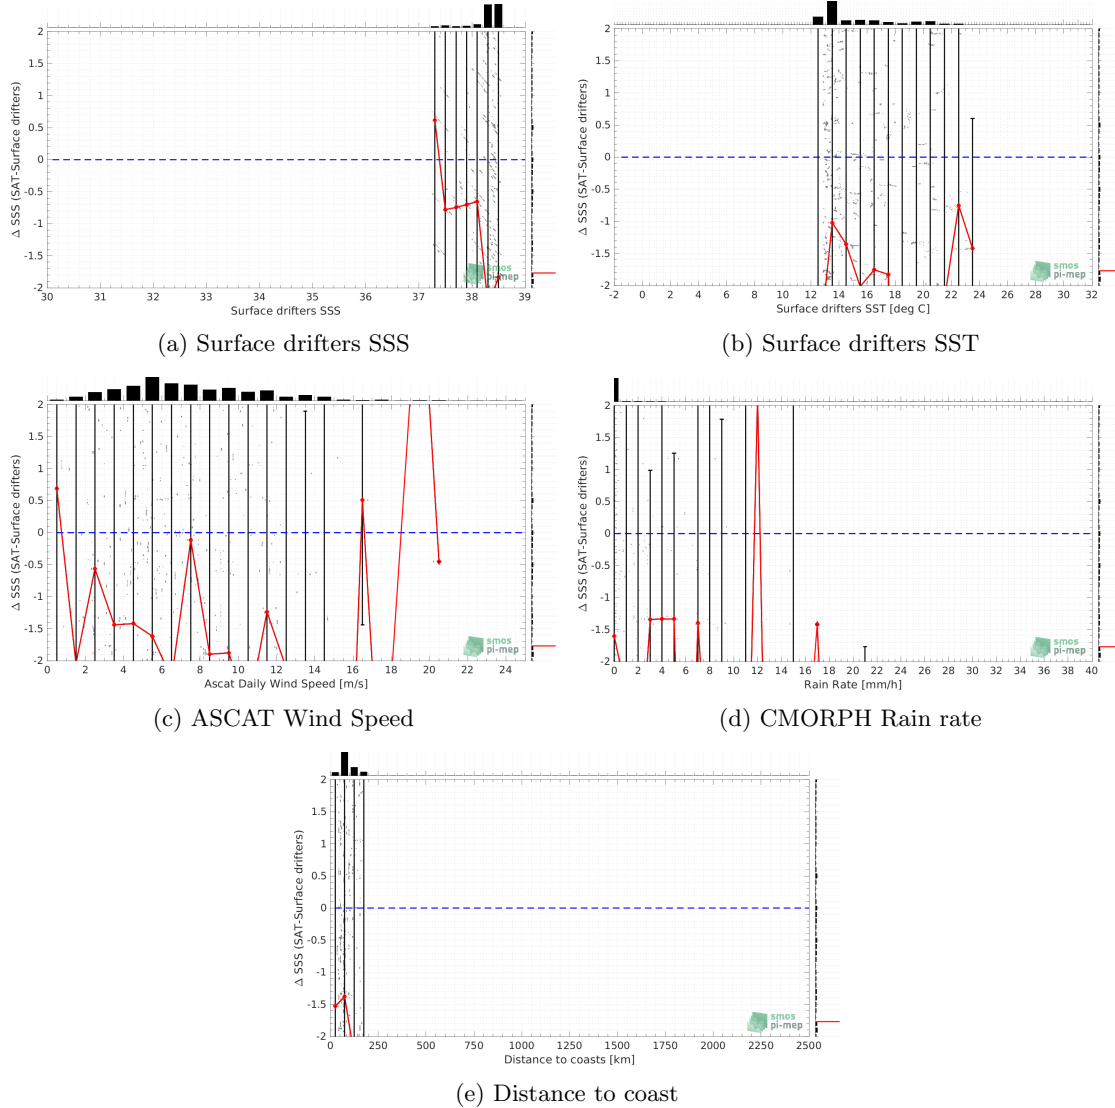 2
1.5
1
0.5
0
-0.5
-1
-1.5
-2
Δ SSS (SAT-Surface drifters)
30 31 32 33 34 35 36 37 38 39
Surface drifters SSS
smos
pi-mep
(a) Surface drifters SSS
2
1.5
1
0.5
0
-0.5
-1
-1.5
-2
Δ SSS (SAT-Surface drifters)
-2 0 2 4 6 8 10 12 14 16 18 20 22 24 26 28 30 32
Surface drifters SST [deg C]
smos
pi-mep
(b) Surface drifters SST
2
1.5
1
0.5
0
-0.5
-1
-1.5
-2
Δ SSS (SAT-Surface drifters)
0 2 4 6 8 10 12 14 16 18 20 22 24
Ascat Daily Wind Speed [m/s]
smos
pi-mep
(c) ASCAT Wind Speed
2
1.5
1
0.5
0
-0.5
-1
-1.5
-2
Δ SSS (SAT-Surface drifters)
0 2 4 6 8 10 12 14 16 18 20 22 24 26 28 30 32 34 36 38 40
Rain Rate [mm/h]
smos
pi-mep
(d) CMORPH Rain rate
2
1.5
1
0.5
0
-0.5
-1
-1.5
-2
Δ SSS (SAT-Surface drifters)
0 250 500 750 1000 1250 1500 1750 2000 2250 2500
Distance to coasts [km]
smos
pi-mep
(e) Distance to coast